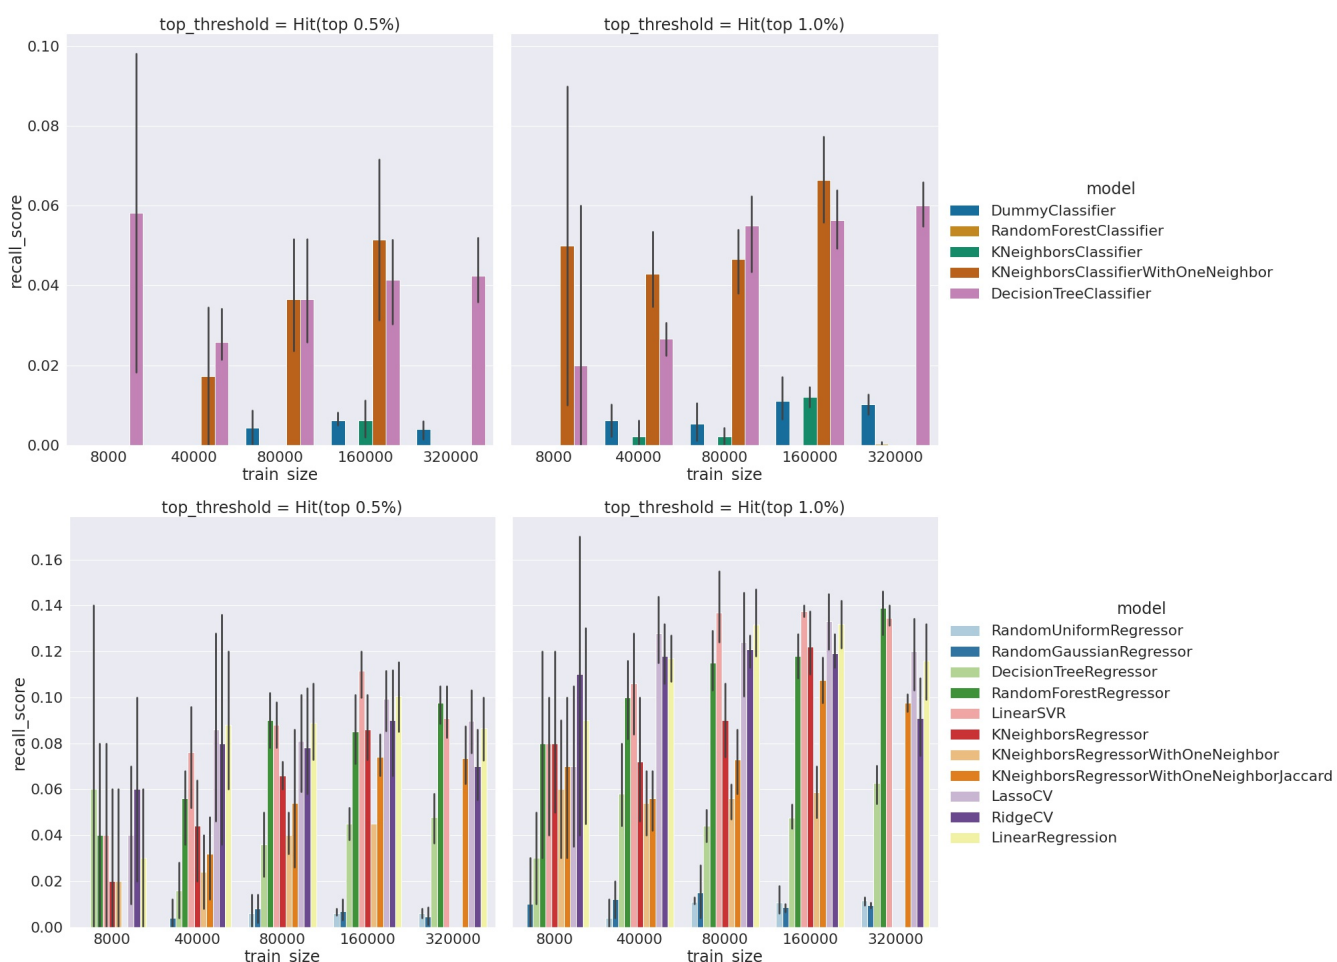 top_threshold = Hit(top 0.5%)
top_threshold = Hit(top 1.0%)
recall_score
0.10
0.08
0.06
0.04
0.02
0.00
8000
40000
80000
160000
320000
train_size
8000
40000
80000
160000
320000
train_size
model
DummyClassifier
RandomForestClassifier
KNeighborsClassifier
KNeighborsClassifierWithOneNeighbor
DecisionTreeClassifier
top_threshold = Hit(top 0.5%)
top_threshold = Hit(top 1.0%)
recall_score
0.16
0.14
0.12
0.10
0.08
0.06
0.04
0.02
0.00
8000
40000
80000
160000
320000
train_size
8000
40000
80000
160000
320000
train_size
model
RandomUniformRegressor
RandomGaussianRegressor
DecisionTreeRegressor
RandomForestRegressor
LinearSVR
KNeighborsRegressor
KNeighborsRegressorWithOneNeighbor
KNeighborsRegressorWithOneNeighborJaccard
LassoCV
RidgeCV
LinearRegression